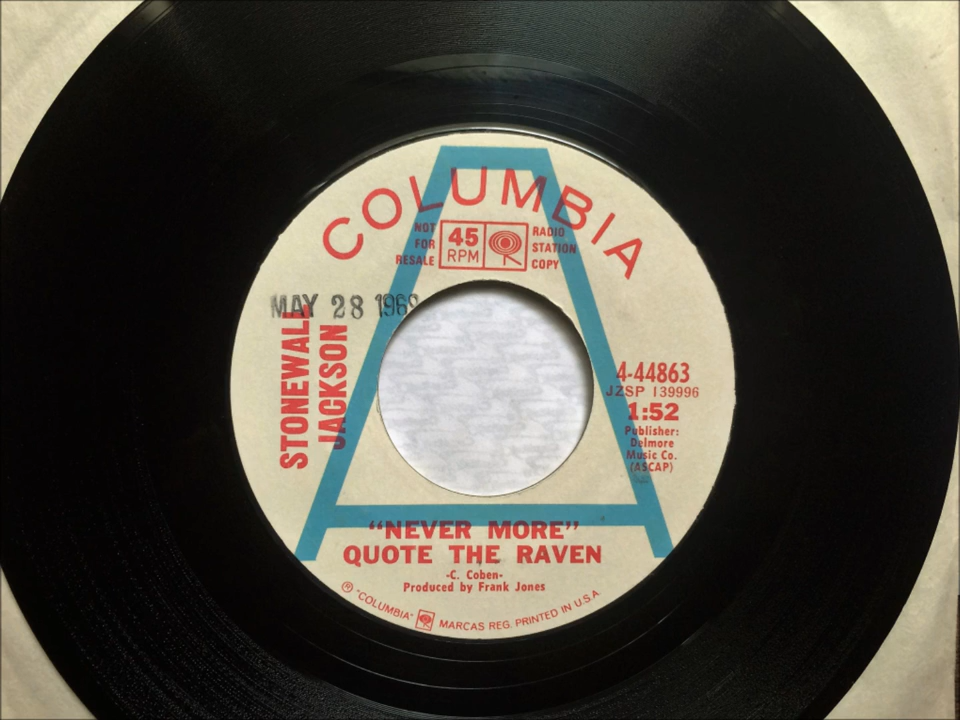 COLUMBIA
NOT
FOR
RESALE
45
RPM
RADIO
STATION
COPY
MAY 28 1969
STONEWALL
JACKSON
4-44863
JZSP 139996
1:52
Publisher:
Delmore
Music Co.
(ASCAP)
"NEVER MORE"
QUOTE THE RAVEN
-C. Coben-
Produced by Frank Jones
℗ "COLUMBIA" MARCAS REG. PRINTED IN U.S.A
A